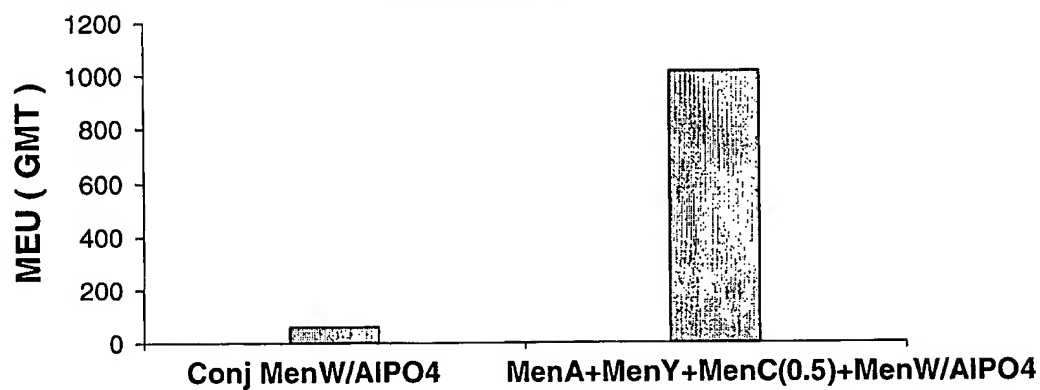 1200
1000
800
600
400
200
0
MEU ( GMT )
Conj MenW/AlPO4
MenA+MenY+MenC(0.5)+MenW/AlPO4